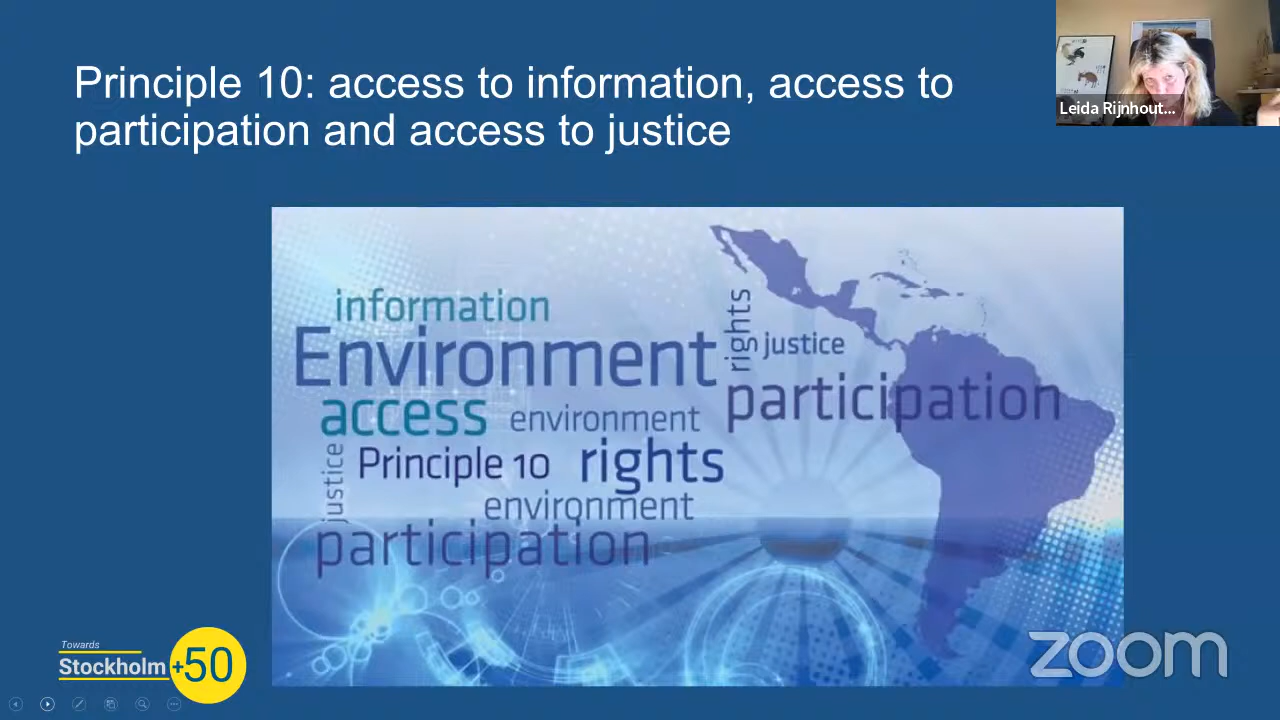 Principle 10: access to information, access to
participation and access to justice
Leida Rijnhout...
information
Environment
rights
justice
access
environment
participation
justice
Principle 10
rights
environment
participation
Towards
Stockholm+50
zoom